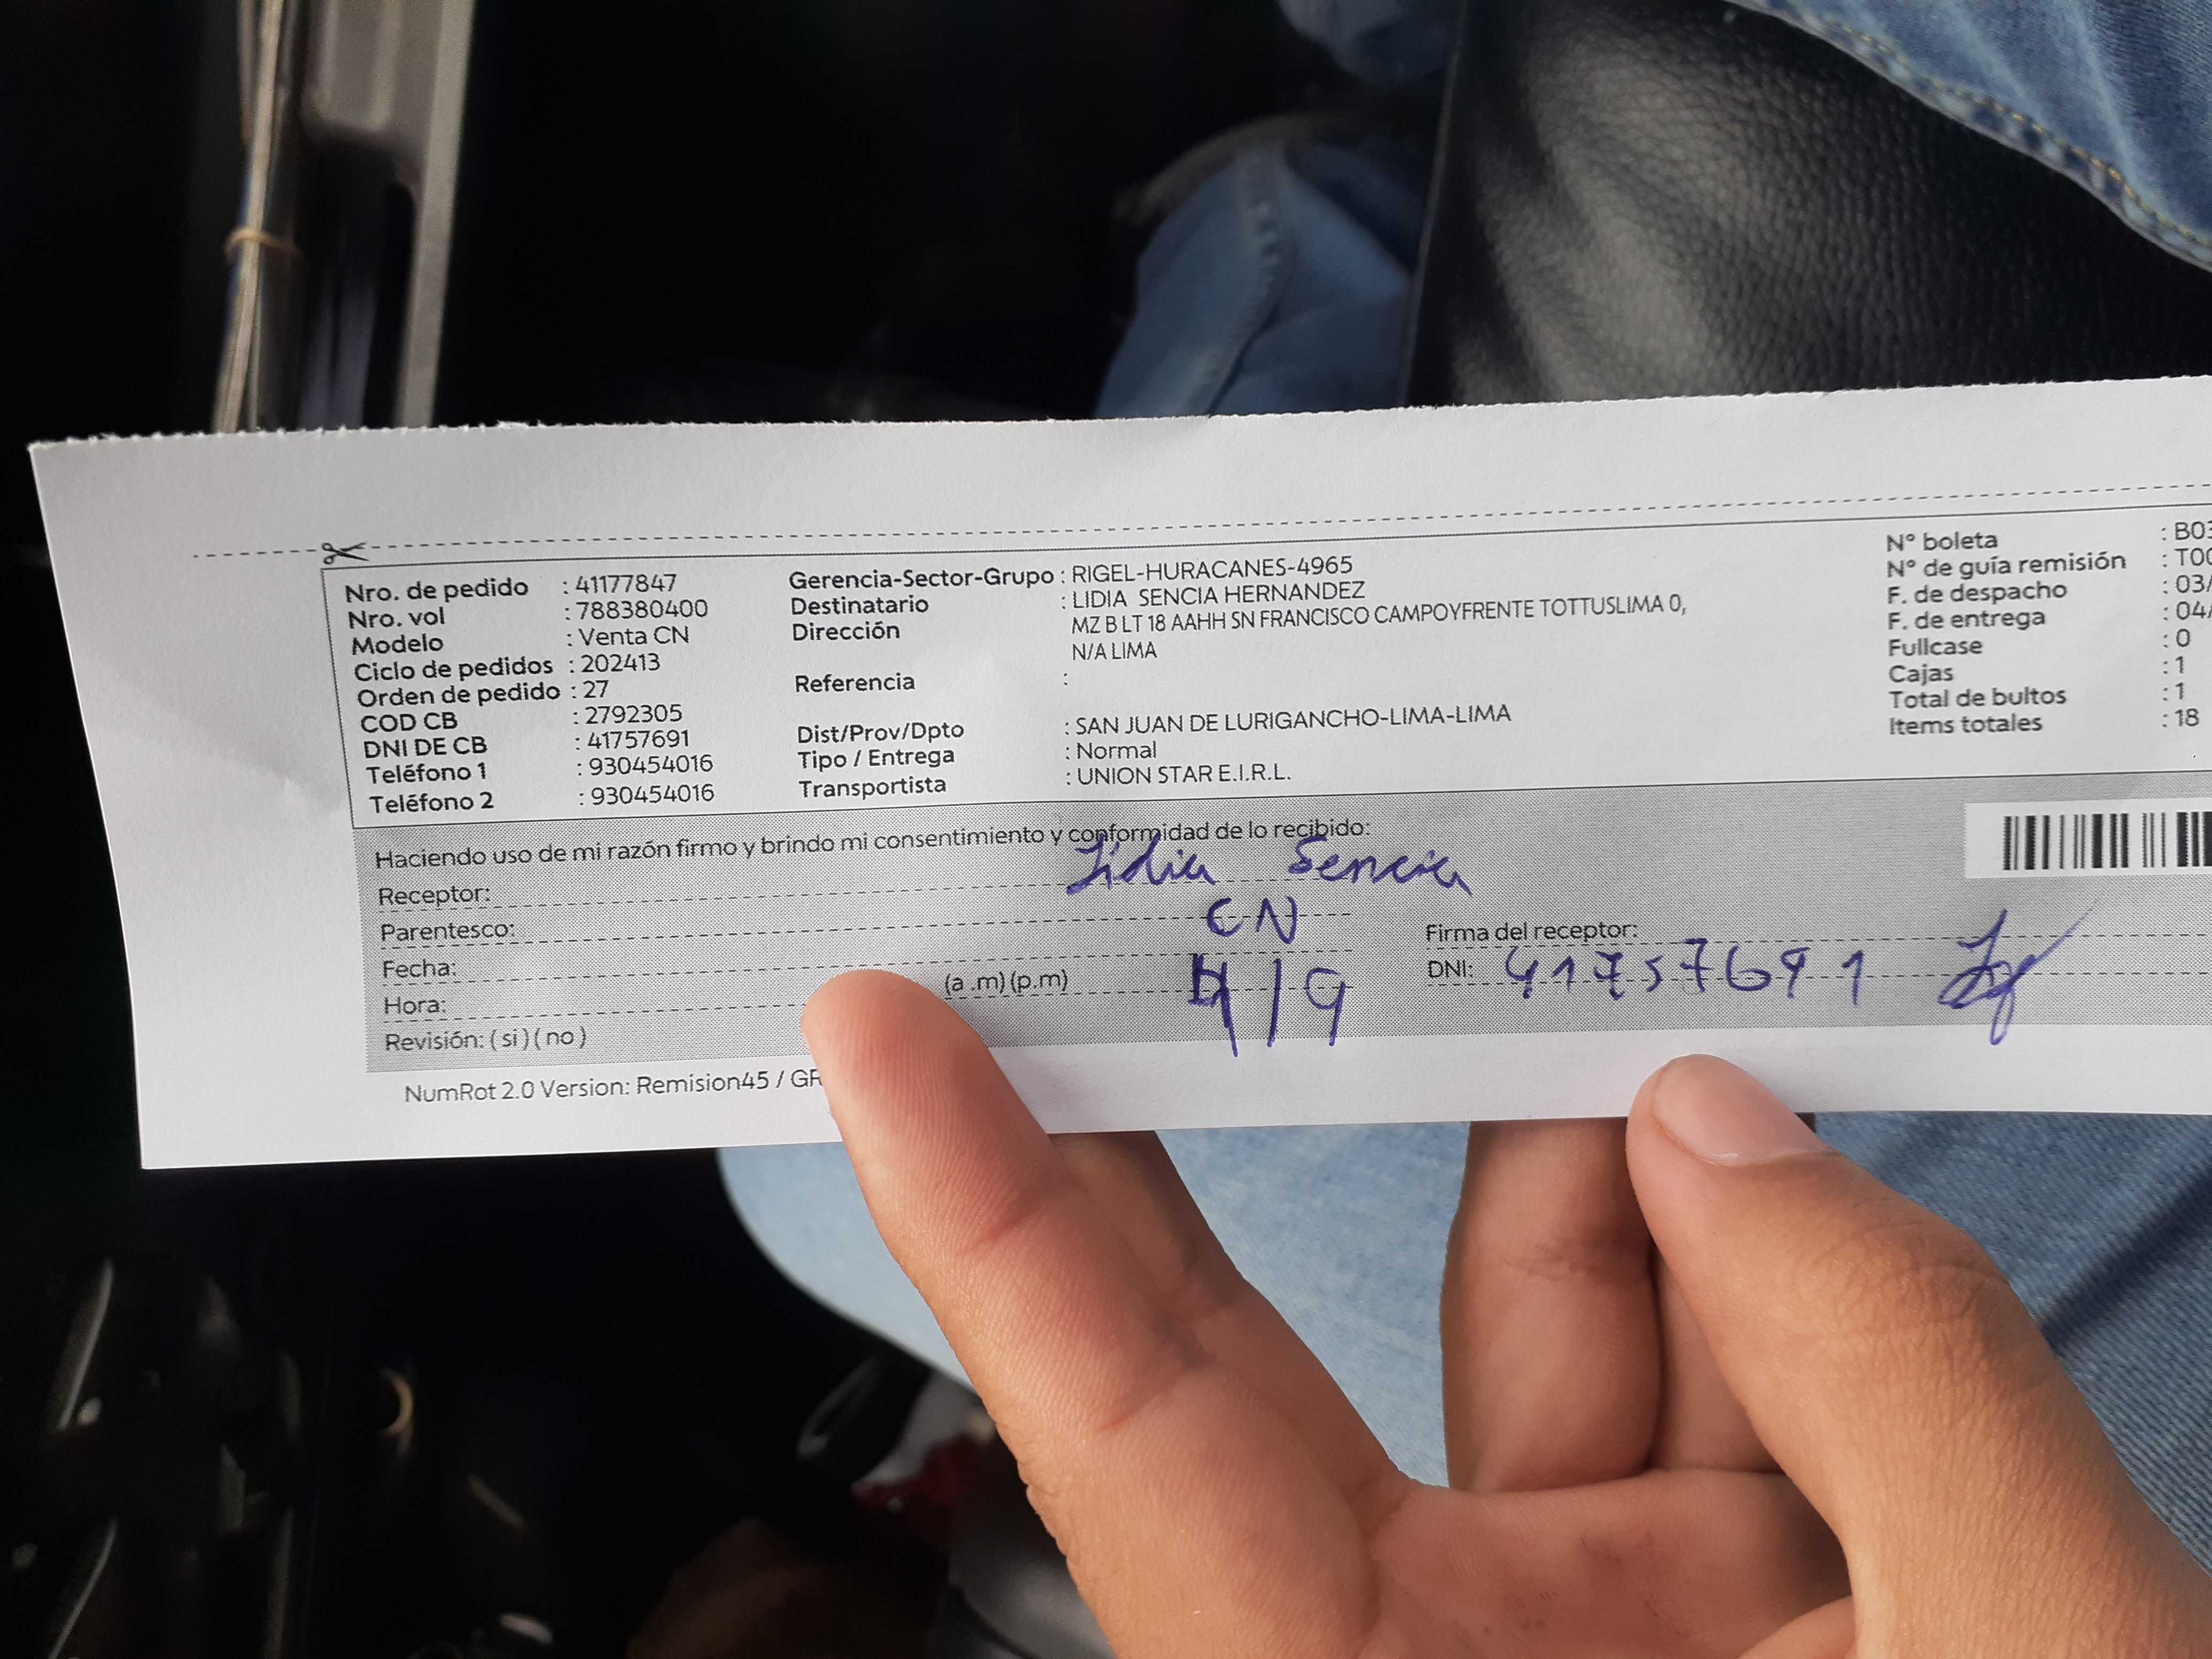 Nro. de pedido : 41177847
Nro. vol : 788380400
Modelo : Venta CN
Ciclo de pedidos : 202413
Orden de pedido : 27
COD CB : 2792305
DNI DE CB : 41757691
Teléfono 1 : 930454016
Teléfono 2 : 930454016
Gerencia-Sector-Grupo : RIGEL-HURACANES-4965
Destinatario : LIDIA SENCIA HERNANDEZ
Dirección MZ B LT 18 AAHH SN FRANCISCO CAMPOYFRENTE TOTTUSLIMA 0,
N/A LIMA
Referencia :
Dist/Prov/Dpto : SAN JUAN DE LURIGANCHO-LIMA-LIMA
Tipo / Entrega : Normal
Transportista : UNION STAR E.I.R.L.
N° boleta : B03
N° de guía remisión : T00
F. de despacho : 03/
F. de entrega : 04/
Fullcase : 0
Cajas : 1
Total de bultos : 1
Items totales : 18
Haciendo uso de mi razón firmo y brindo mi consentimiento y conformidad de lo recibido:
Receptor: Lidia Sencia
Parentesco: CN
Fecha: 4/9
Hora: (a .m) (p.m)
Revisión: ( si ) ( no )
Firma del receptor:
DNI: 41757691
NumRot 2.0 Version: Remision45 / GR